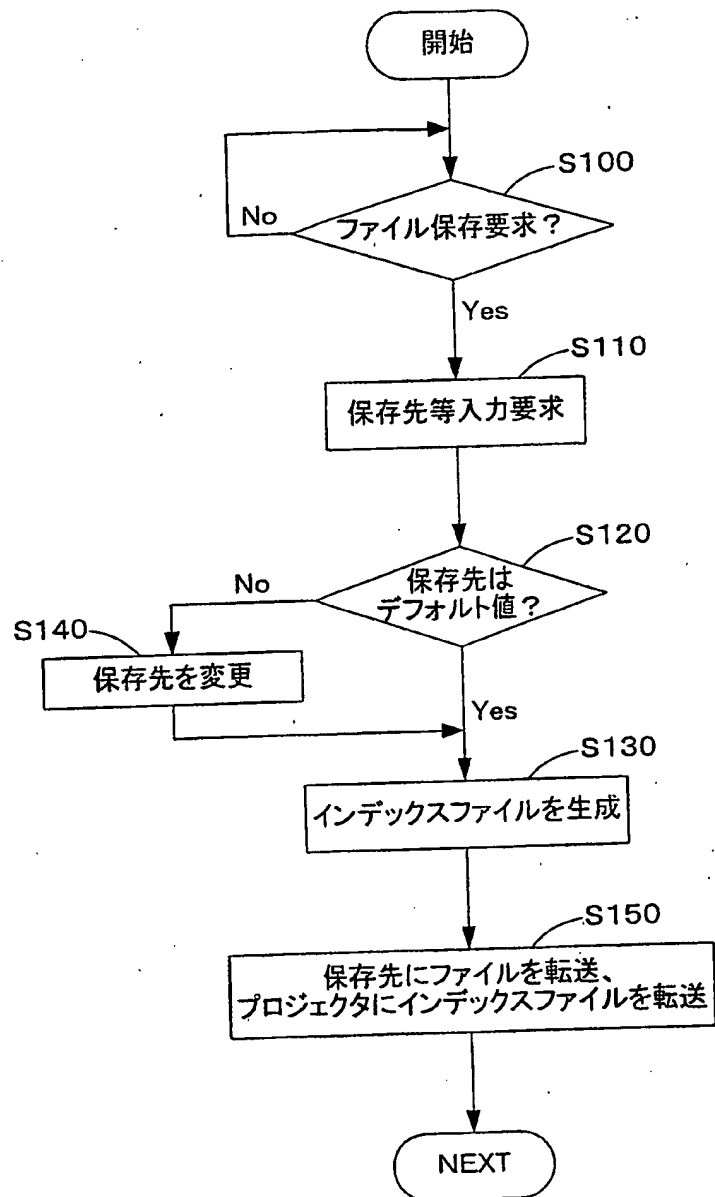 開始
S100
No
ファイル保存要求？
Yes
S110
保存先等入力要求
S120
No
保存先は
デフォルト値？
S140
保存先を変更
Yes
S130
インデックスファイルを生成
S150
保存先にファイルを転送、
プロジェクタにインデックスファイルを転送
NEXT